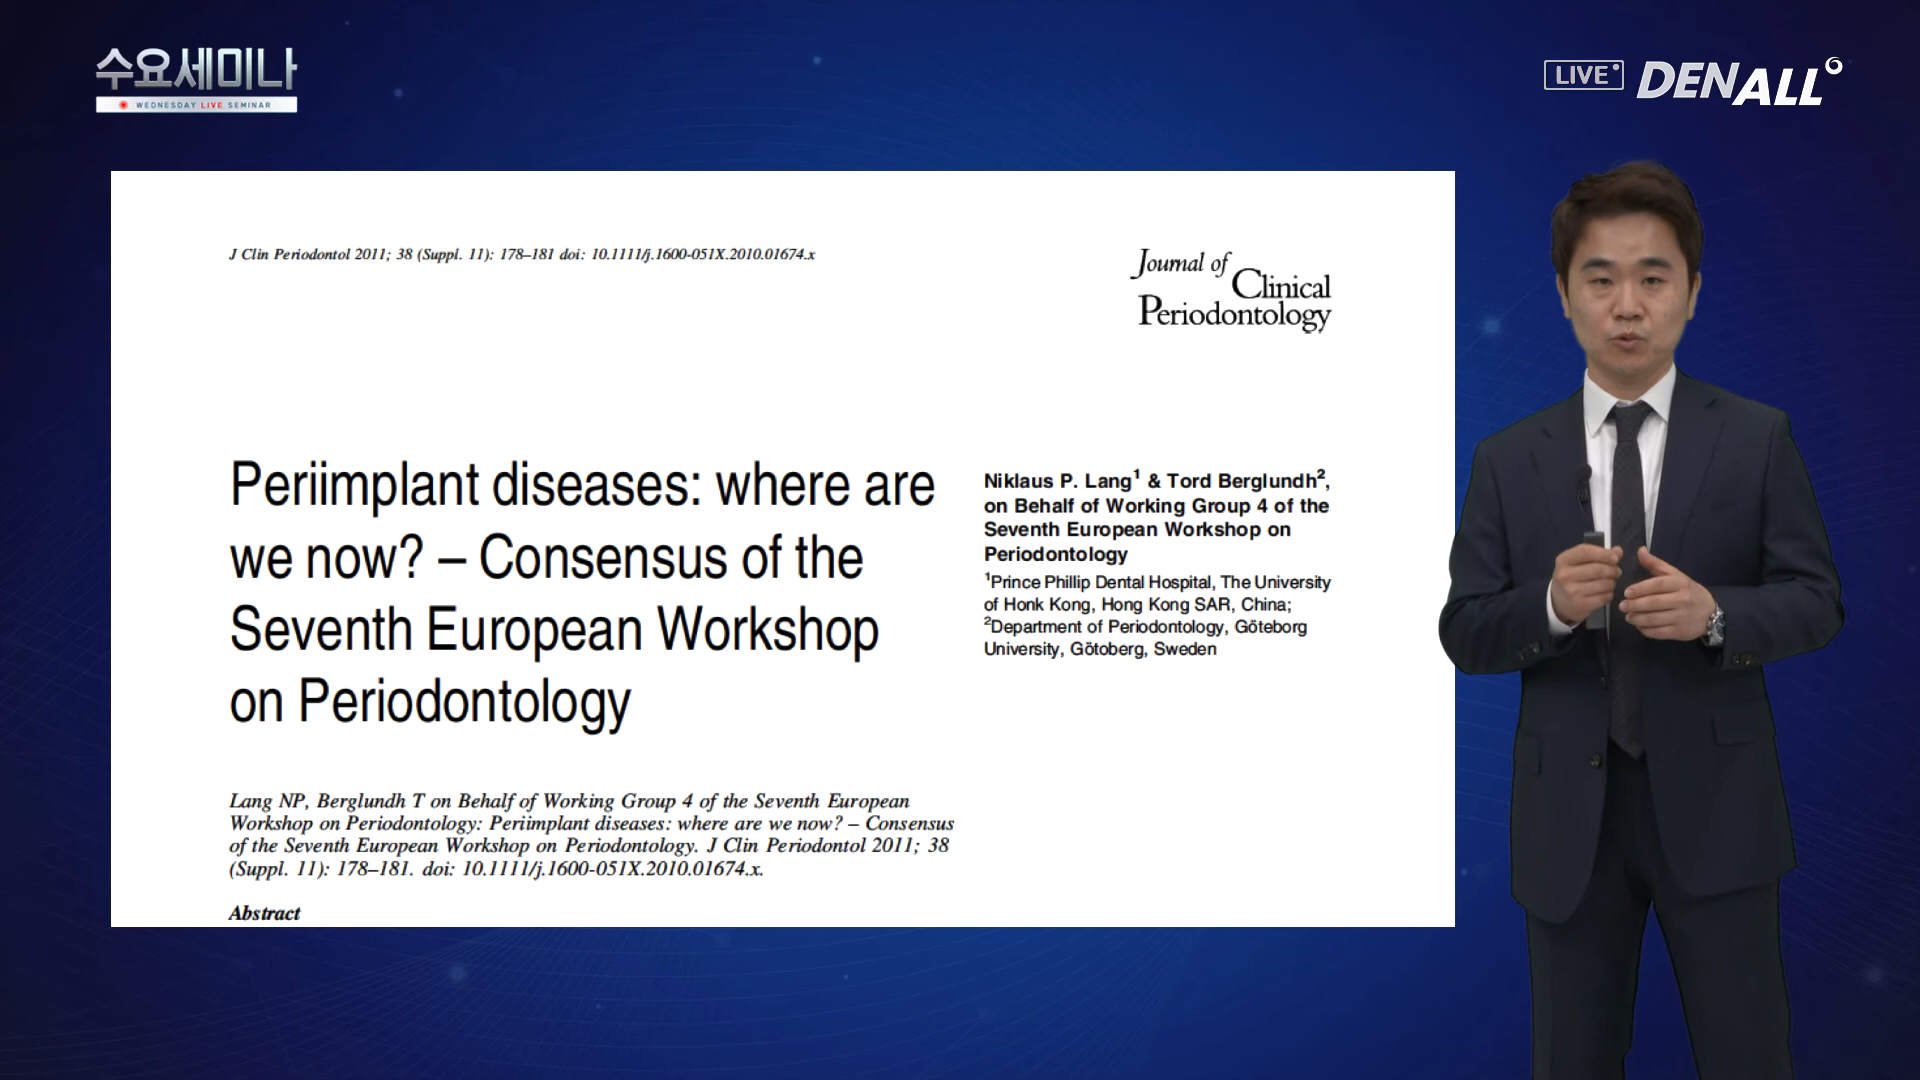 수요세미나
WEDNESDAY LIVE SEMINAR
LIVE
DENALL
J Clin Periodontol 2011; 38 (Suppl. 11): 178–181 doi: 10.1111/j.1600-051X.2010.01674.x
Journal of
Clinical
Periodontology
Periimplant diseases: where are
we now? – Consensus of the
Seventh European Workshop
on Periodontology
Niklaus P. Lang¹ & Tord Berglundh²,
on Behalf of Working Group 4 of the
Seventh European Workshop on
Periodontology
¹Prince Phillip Dental Hospital, The University
of Honk Kong, Hong Kong SAR, China;
²Department of Periodontology, Göteborg
University, Götoberg, Sweden
Lang NP, Berglundh T on Behalf of Working Group 4 of the Seventh European
Workshop on Periodontology: Periimplant diseases: where are we now? – Consensus
of the Seventh European Workshop on Periodontology. J Clin Periodontol 2011; 38
(Suppl. 11): 178–181. doi: 10.1111/j.1600-051X.2010.01674.x.
Abstract